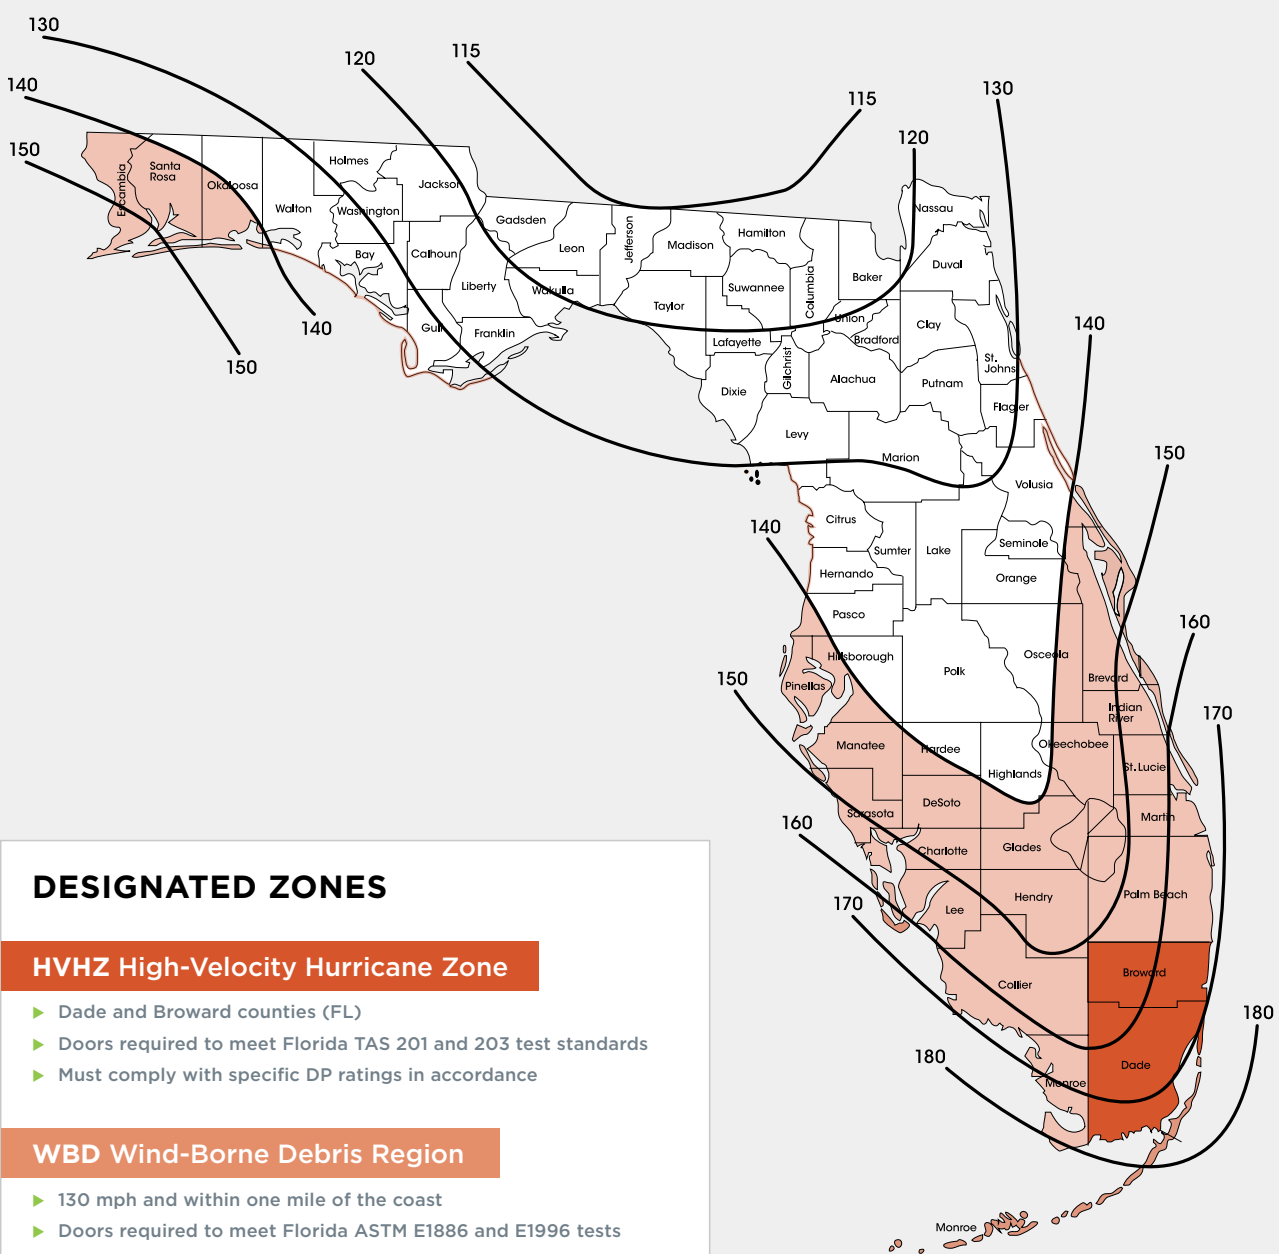 130
120
115
140
150
115
130
120
Escambia
Santa
Rosa
Okaloosa
Walton
Holmes
Washington
Jackson
Bay
Calhoun
Gulf
Liberty
Franklin
Gadsden
Leon
Wakulla
Jefferson
Madison
Taylor
Hamilton
Suwannee
Lafayette
Columbia
Baker
Nassau
Duval
Union
Bradford
Clay
St.
Johns
Gilchrist
Dixie
Alachua
Putnam
Flagler
Levy
Marion
Volusia
150
140
140
140
Citrus
Sumter
Lake
Seminole
Orange
Hernando
Pasco
Hillsborough
Pinellas
Polk
Osceola
Brevard
Indian
River
150
150
160
170
Manatee
Hardee
Highlands
Okeechobee
St. Lucie
Sarasota
DeSoto
Martin
160
Charlotte
Glades
170
Lee
Hendry
Palm Beach
Collier
Broward
180
180
Monroe
Dade
Monroe
DESIGNATED ZONES
HVHZ High-Velocity Hurricane Zone
Dade and Broward counties (FL)
Doors required to meet Florida TAS 201 and 203 test standards
Must comply with specific DP ratings in accordance
WBD Wind-Borne Debris Region
130 mph and within one mile of the coast
Doors required to meet Florida ASTM E1886 and E1996 tests